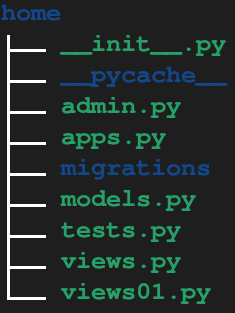 home
__init__.py
__pycache__
admin.py
apps.py
migrations
models.py
tests.py
views.py
views01.py